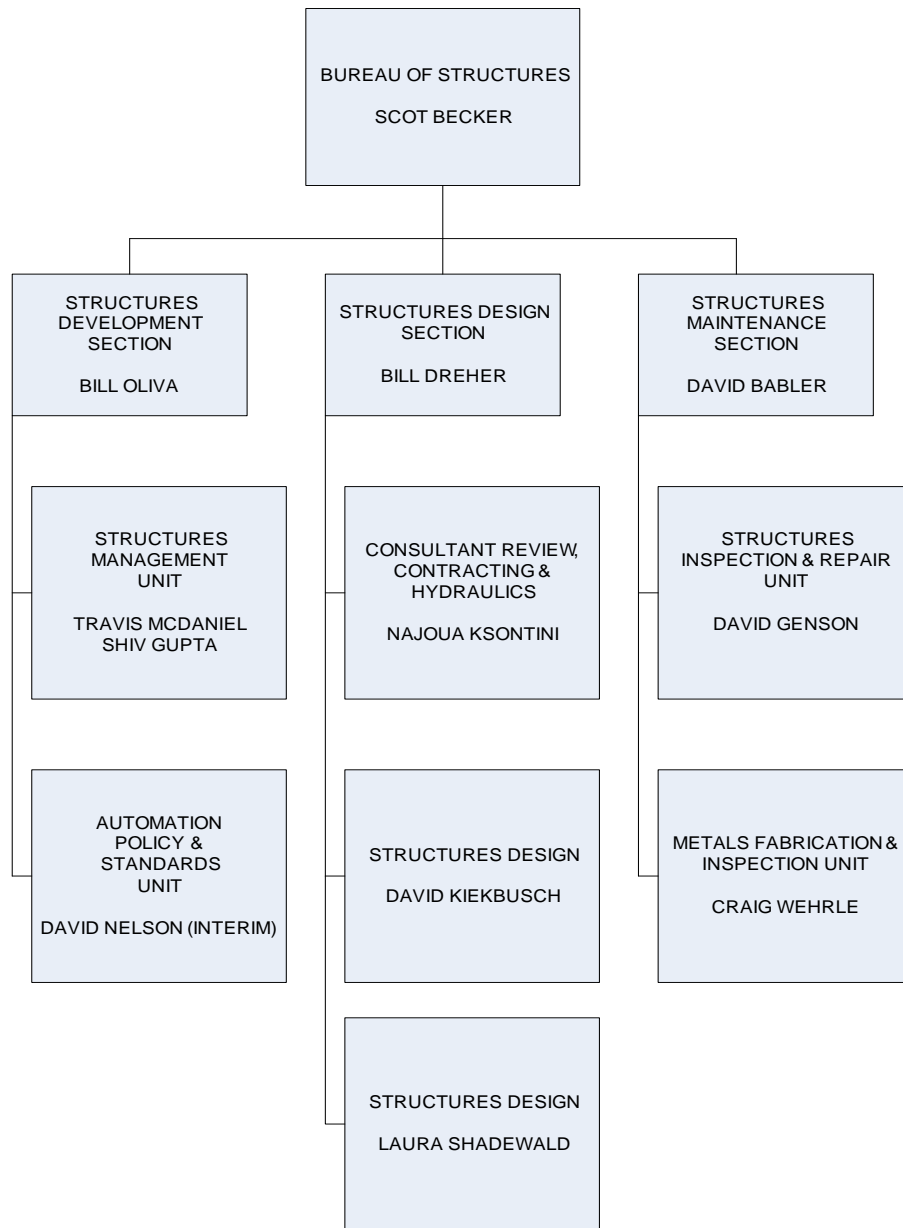 BUREAU OF STRUCTURES
SCOT BECKER
STRUCTURES
DEVELOPMENT
SECTION
BILL OLIVA
STRUCTURES DESIGN
SECTION
BILL DREHER
STRUCTURES
MAINTENANCE
SECTION
DAVID BABLER
STRUCTURES
MANAGEMENT
UNIT
TRAVIS MCDANIEL
SHIV GUPTA
CONSULTANT REVIEW,
CONTRACTING &
HYDRAULICS
NAJOUA KSONTINI
STRUCTURES
INSPECTION & REPAIR
UNIT
DAVID GENSON
AUTOMATION
POLICY &
STANDARDS
UNIT
DAVID NELSON (INTERIM)
STRUCTURES DESIGN
DAVID KIEKBUSCH
METALS FABRICATION &
INSPECTION UNIT
CRAIG WEHRLE
STRUCTURES DESIGN
LAURA SHADEWALD